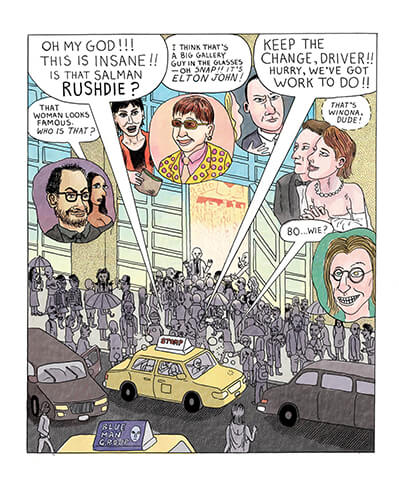 OH MY GOD!!!
THIS IS INSANE!!
IS THAT SALMAN
RUSHDIE?
I THINK THAT'S
A BIG GALLERY
GUY IN THE GLASSES
—OH SNAP!! IT'S
ELTON JOHN!
KEEP THE
CHANGE, DRIVER!!
HURRY, WE'VE GOT
WORK TO DO!!
THAT
WOMAN LOOKS
FAMOUS.
WHO IS THAT?
THAT'S
WINONA,
DUDE!
BO...WIE?
STORP
BLUE
MAN
GROUP